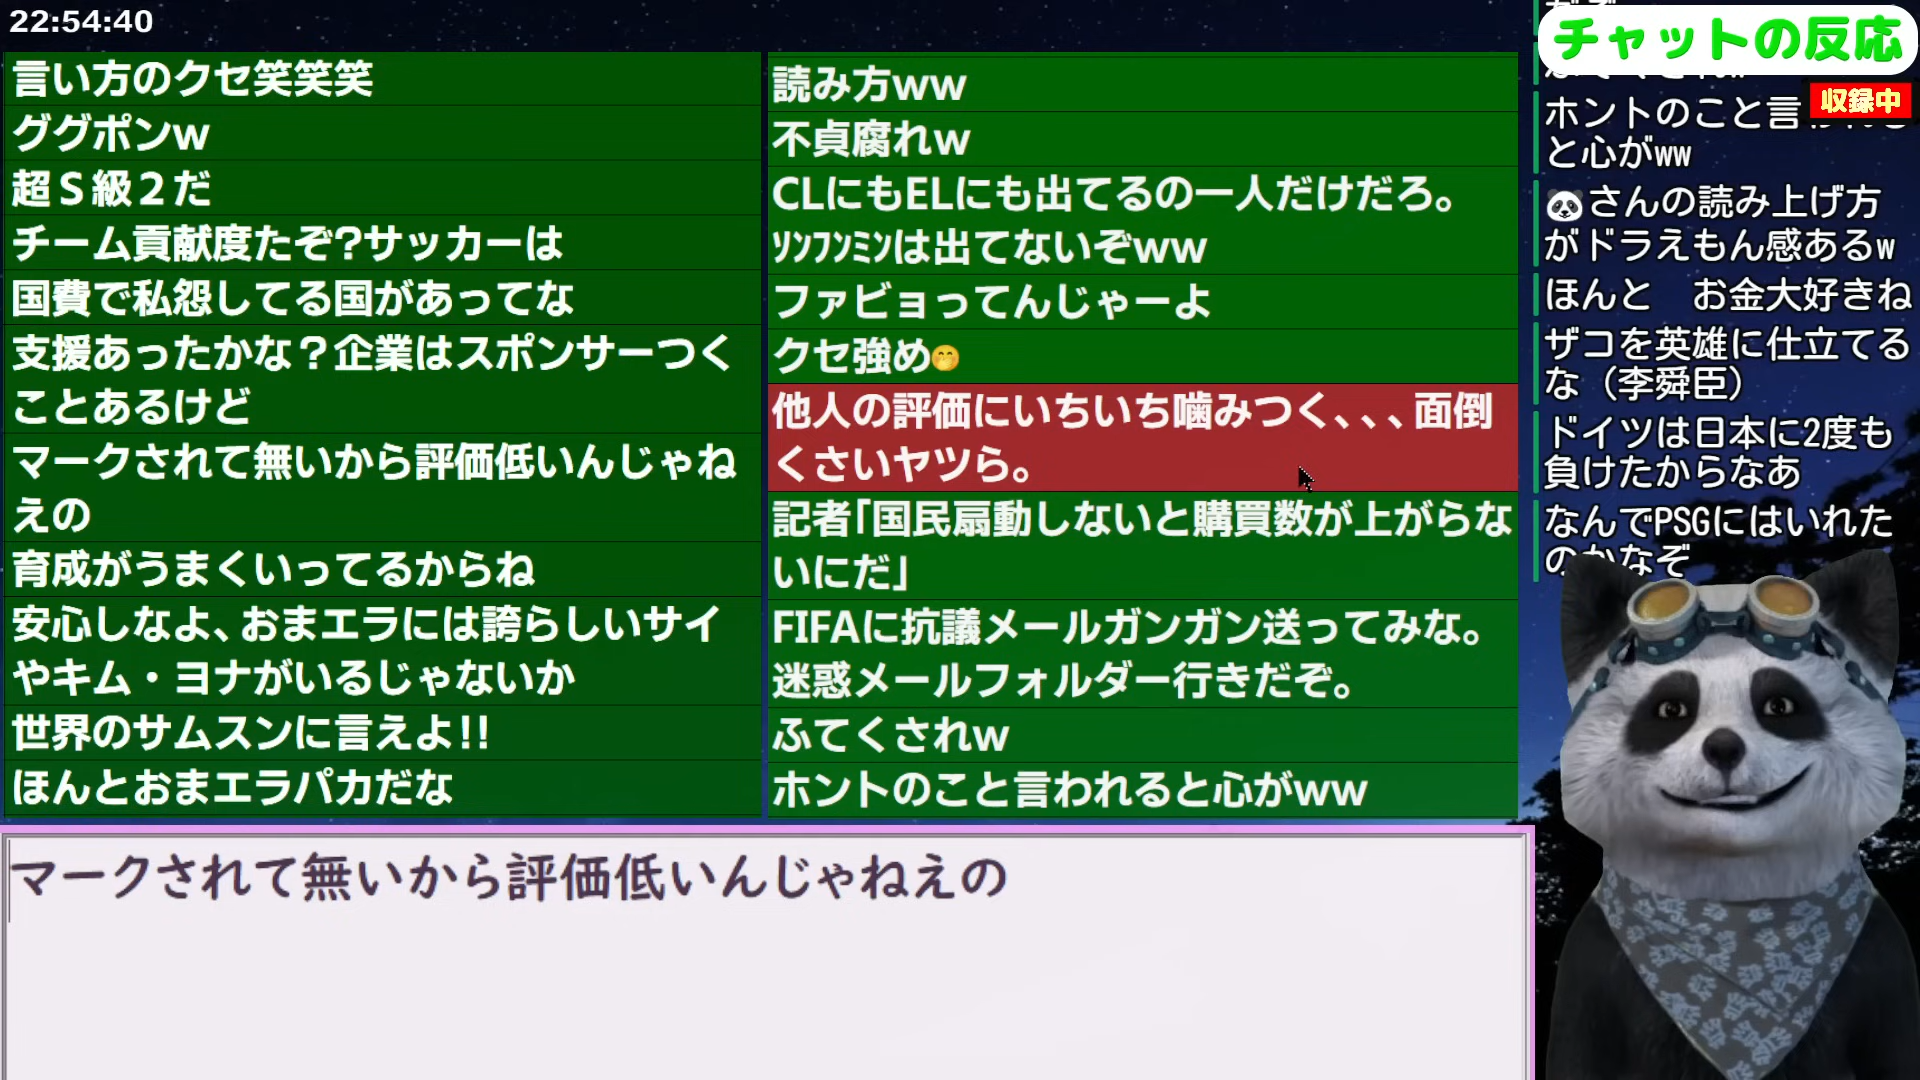 22:54:40
言い方のクセ笑笑笑
ググポンw
超S級2だ
チーム貢献度たぞ?サッカーは
国費で私怨してる国があってな
支援あったかな？企業はスポンサーつく
ことあるけど
マークされて無いから評価低いんじゃね
えの
育成がうまくいってるからね
安心しなよ、おまエラには誇らしいサイ
やキム・ヨナがいるじゃないか
世界のサムスンに言えよ!!
ほんとおまエラパカだな
読み方ww
不貞腐れw
CLにもELにも出てるの一人だけだろ。
ｿﾝﾌﾝﾐﾝは出てないぞww
ファビョってんじゃーよ
クセ強め🤭
他人の評価にいちいち噛みつく、、、面倒
くさいヤツら。
記者｢国民扇動しないと購買数が上がらな
いにだ｣
FIFAに抗議メールガンガン送ってみな。
迷惑メールフォルダー行きだぞ。
ふてくされw
ホントのこと言われると心がww
チャットの反応
収録中
ホントのこと言
と心がww
🐼さんの読み上げ方
がドラえもん感あるw
ほんと　お金大好きね
ザコを英雄に仕立てる
な（李舜臣）
ドイツは日本に2度も
負けたからなあ
なんでPSGにはいれた
のかなぞ
マークされて無いから評価低いんじゃねえの